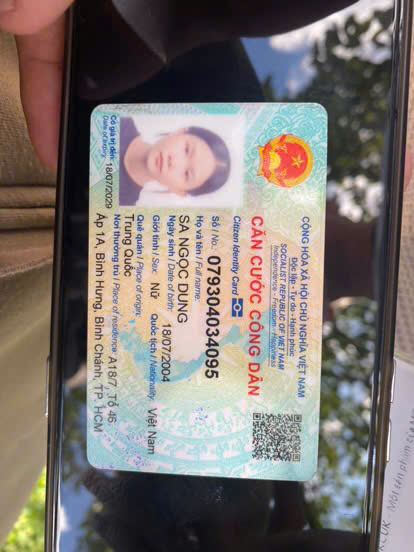 CỘNG HÒA XÃ HỘI CHỦ NGHĨA VIỆT NAM
Độc lập - Tự do - Hạnh phúc
SOCIALIST REPUBLIC OF VIET NAM
Independence - Freedom - Happiness
CĂN CƯỚC CÔNG DÂN
Citizen Identity Card
Số / No.: 079304034095
Họ và tên / Full name:
SA NGỌC DUNG
Ngày sinh / Date of birth: 18/07/2004
Giới tính / Sex: Nữ Quốc tịch / Nationality: Việt Nam
Quê quán / Place of origin:
Trung Quốc
Nơi thường trú / Place of residence: A18/7, Tổ 46
Ấp 1A, Bình Hưng, Bình Chánh, TP. HCM
Có giá trị đến: 18/07/2029
Date of expiry